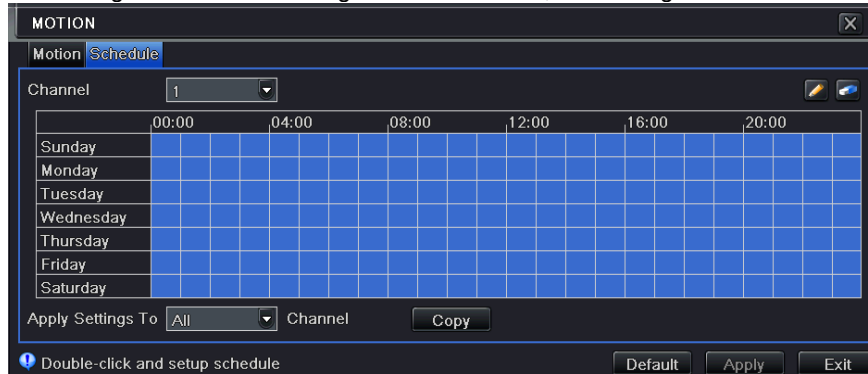 MOTION
Motion Schedule
Channel 1
00:00 04:00 08:00 12:00 16:00 20:00
Sunday
Monday
Tuesday
Wednesday
Thursday
Friday
Saturday
Apply Settings To All Channel Copy
Double-click and setup schedule Default Apply Exit